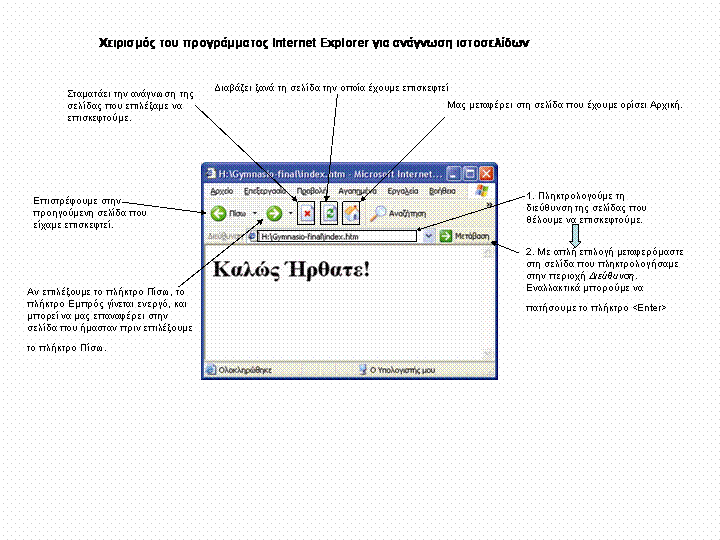 Χειρισμός του προγράμματος Internet Explorer για ανάγνωση ιστοσελίδων
Σταματάει την ανάγνωση της
σελίδας που επιλέξαμε να
επισκεφτούμε.
Διαβάζει ξανά τη σελίδα την οποία έχουμε επισκεφτεί
Μας μεταφέρει στη σελίδα που έχουμε ορίσει Αρχική.
Επιστρέφουμε στην
προηγούμενη σελίδα που
είχαμε επισκεφτεί.
Αν επιλέξουμε το πλήκτρο Πίσω, το
πλήκτρο Εμπρός γίνεται ενεργό, και
μπορεί να μας επαναφέρει στην
σελίδα που ήμασταν πριν επιλέξουμε
το πλήκτρο Πίσω.
H:\Gymnasio-final\index.htm - Microsoft Internet...
Αρχείο Επεξεργασία Προβολή Αγαπημένα Εργαλεία Βοήθεια
Πίσω Αναζήτηση
Διεύθυνση H:\Gymnasio-final\index.htm Μετάβαση
Καλώς Ήρθατε!
Ολοκληρώθηκε Ο Υπολογιστής μου
1. Πληκτρολογούμε τη
διεύθυνση της σελίδας που
θέλουμε να επισκεφτούμε.
2. Με απλή επιλογή μεταφερόμαστε
στη σελίδα που πληκτρολογήσαμε
στην περιοχή Διεύθυνση.
Εναλλακτικά μπορούμε να
πατήσουμε το πλήκτρο <Enter>